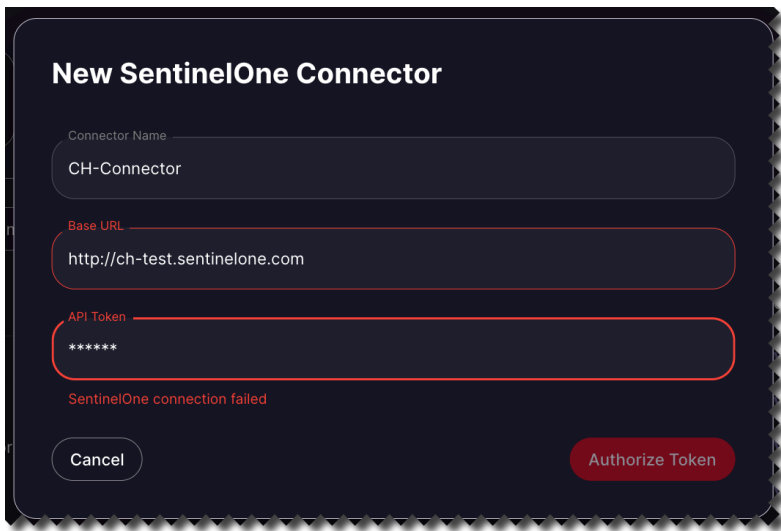 New SentinelOne Connector
Connector Name
CH-Connector
Base URL
http://ch-test.sentinelone.com
API Token
******
SentinelOne connection failed
Cancel
Authorize Token